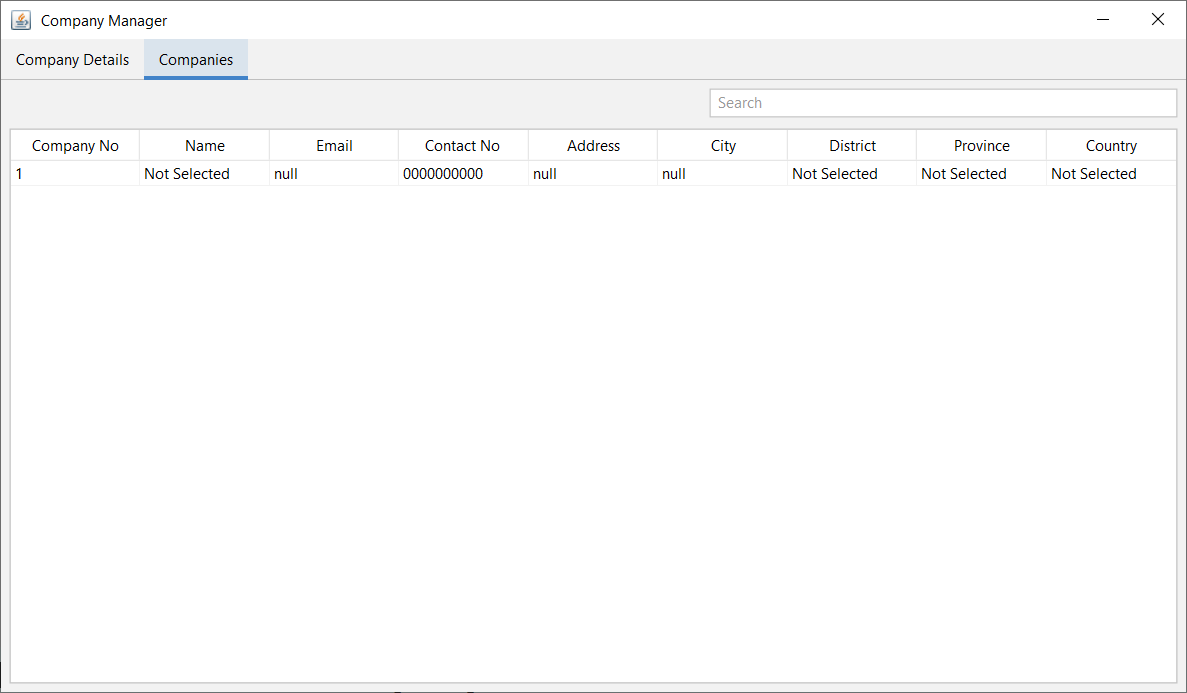 Company Manager
Company Details Companies
Search
Company No Name Email Contact No Address City District Province Country
1 Not Selected null 0000000000 null null Not Selected Not Selected Not Selected